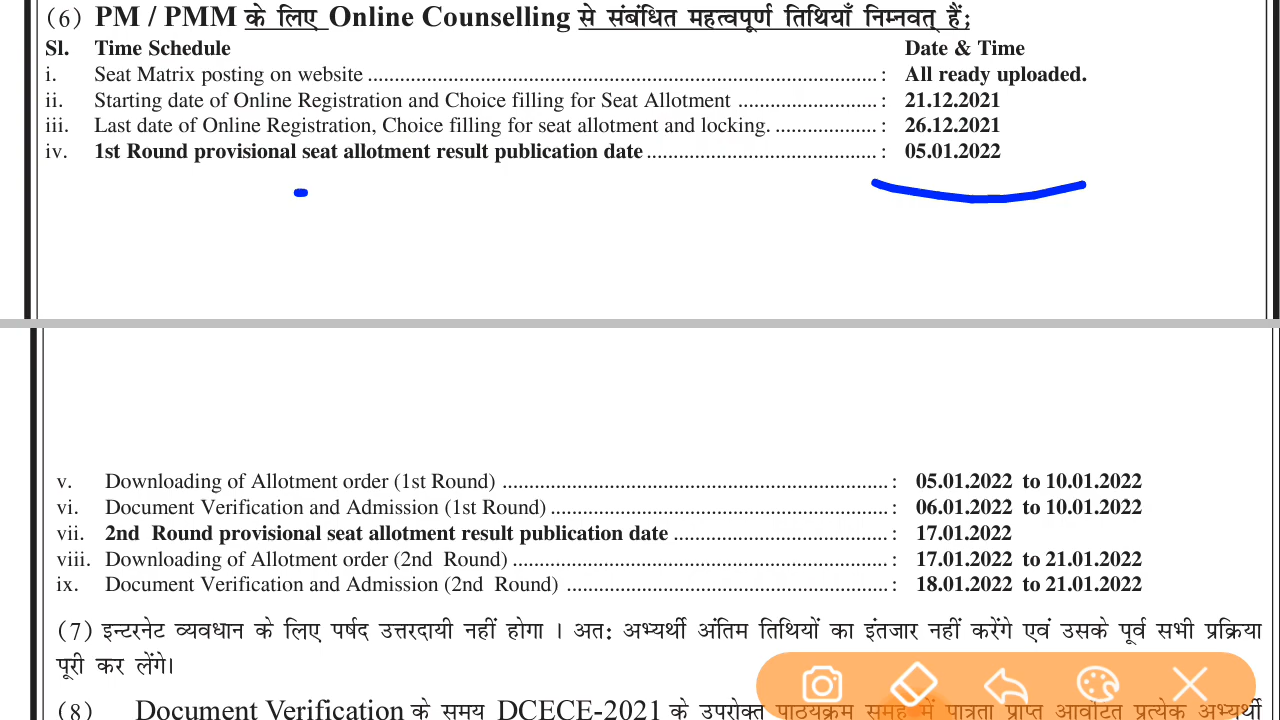 (6) PM / PMM के लिए Online Counselling से संबंधित महत्वपूर्ण तिथियाँ निम्नवत् हैं;
Sl. Time Schedule Date & Time
i. Seat Matrix posting on website : All ready uploaded.
ii. Starting date of Online Registration and Choice filling for Seat Allotment : 21.12.2021
iii. Last date of Online Registration, Choice filling for seat allotment and locking. : 26.12.2021
iv. 1st Round provisional seat allotment result publication date : 05.01.2022
v. Downloading of Allotment order (1st Round) : 05.01.2022 to 10.01.2022
vi. Document Verification and Admission (1st Round) : 06.01.2022 to 10.01.2022
vii. 2nd Round provisional seat allotment result publication date : 17.01.2022
viii. Downloading of Allotment order (2nd Round) : 17.01.2022 to 21.01.2022
ix. Document Verification and Admission (2nd Round) : 18.01.2022 to 21.01.2022
(7) इन्टरनेट व्यवधान के लिए पर्षद उत्तरदायी नहीं होगा । अतः अभ्यर्थी अंतिम तिथियों का इंतजार नहीं करेंगे एवं उसके पूर्व सभी प्रक्रिया
पूरी कर लेंगे।
(8) Document Verification के समय DCECE-2021 के उपरोक्त पाठ्यक्रम समूह में पात्रता प्राप्त आवंटित प्रत्येक अभ्यर्थी